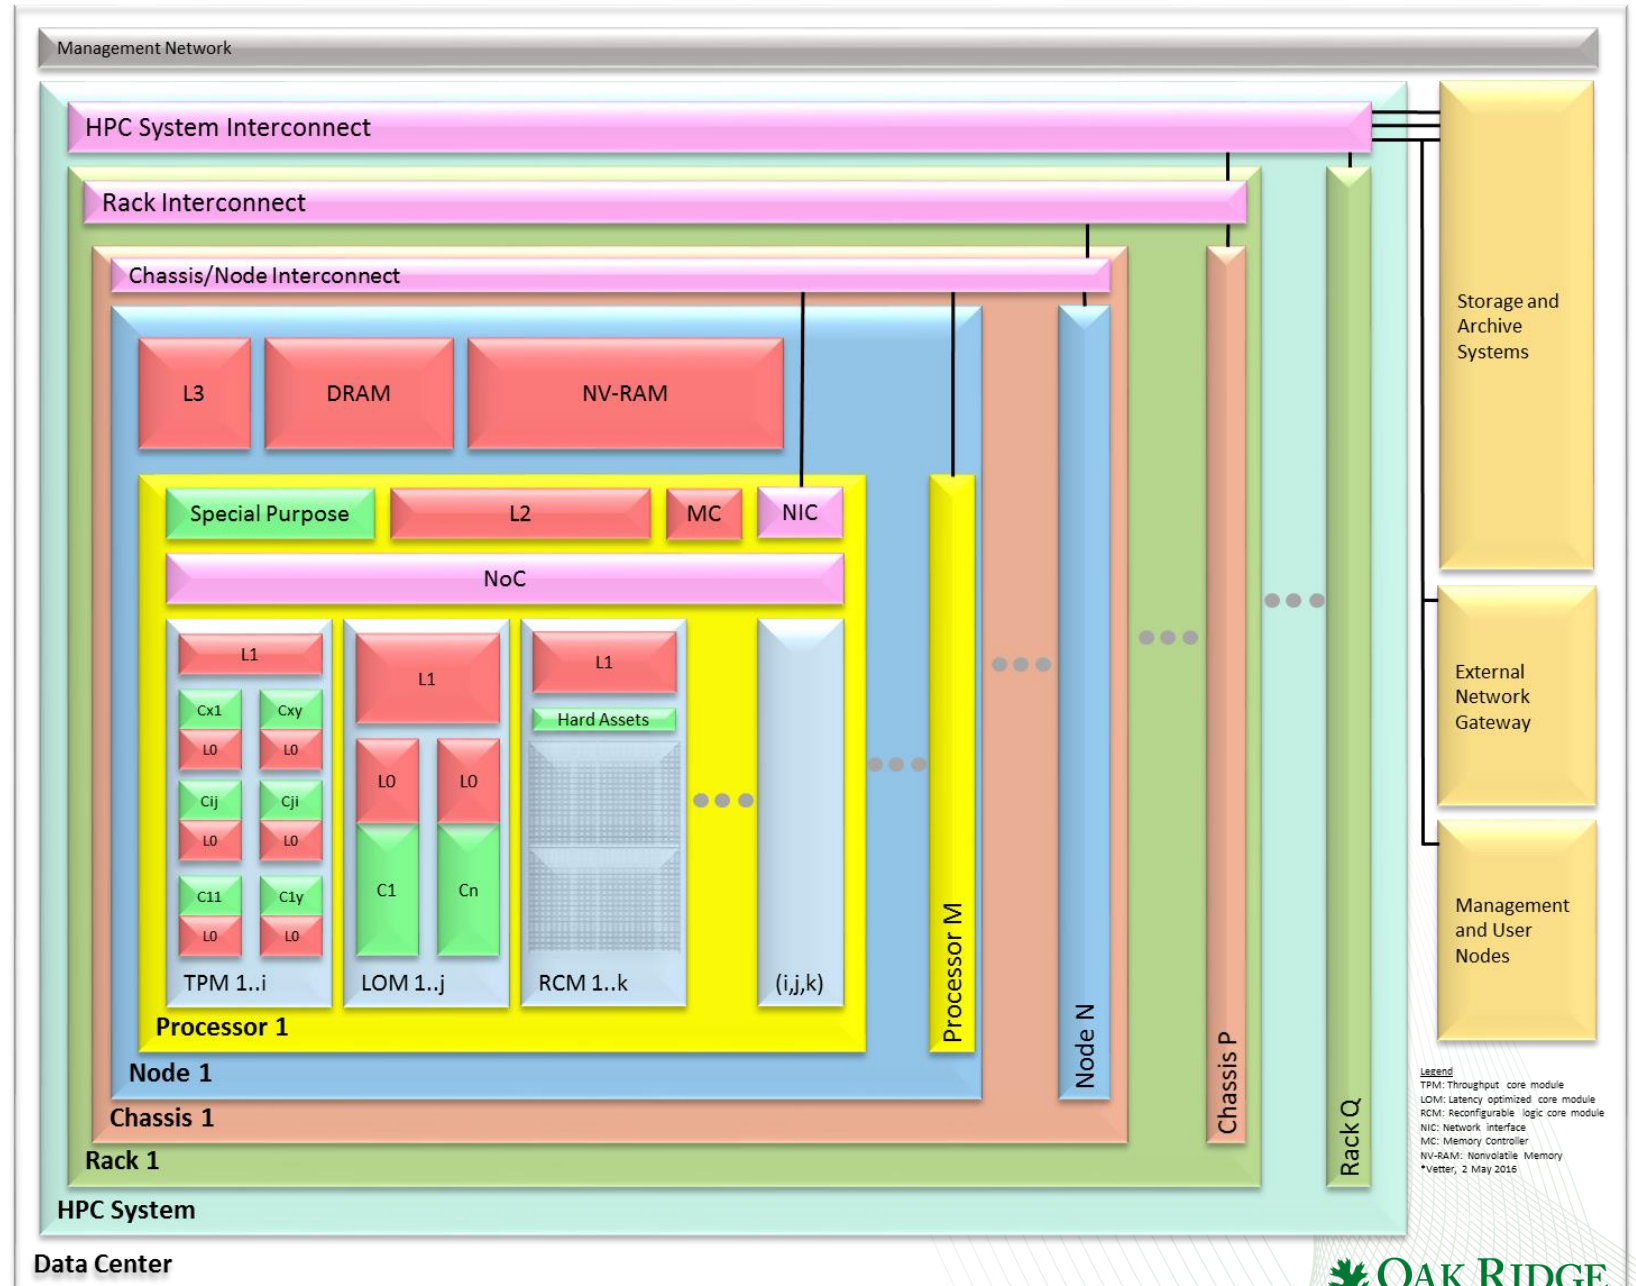 Management Network
HPC System Interconnect
Rack Interconnect
Chassis/Node Interconnect
L3
DRAM
NV-RAM
Special Purpose
L2
MC
NIC
NoC
L1
Cx1
Cxy
L0
L0
Cij
Cji
L0
L0
C11
C1y
L0
L0
TPM 1..i
L1
L0
L0
C1
Cn
LOM 1..j
L1
Hard Assets
RCM 1..k
(i,j,k)
Processor 1
Processor M
Node 1
Node N
Chassis 1
Chassis P
Rack 1
Rack Q
HPC System
Data Center
Storage and
Archive
Systems
External
Network
Gateway
Management
and User
Nodes
Legend
TPM: Throughput core module
LOM: Latency optimized core module
RCM: Reconfigurable logic core module
NIC: Network interface
MC: Memory Controller
NV-RAM: Nonvolatile Memory
*Vetter, 2 May 2016
OAK RIDGE